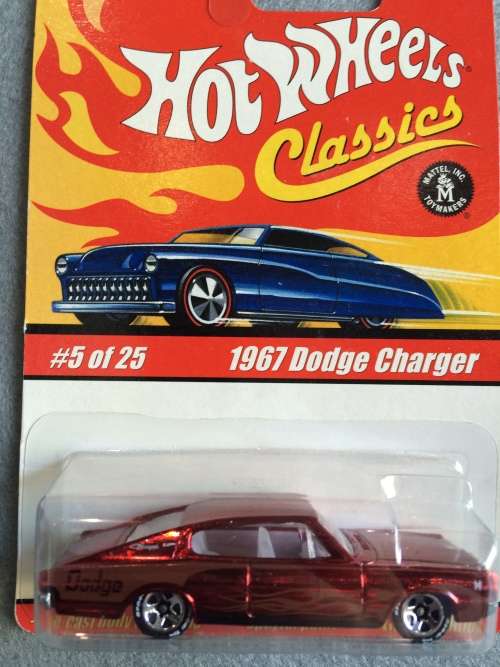 Hot Wheels
Classics
MATTEL, INC.
M
TOYMAKERS
#5 of 25
1967 Dodge Charger
Dodge